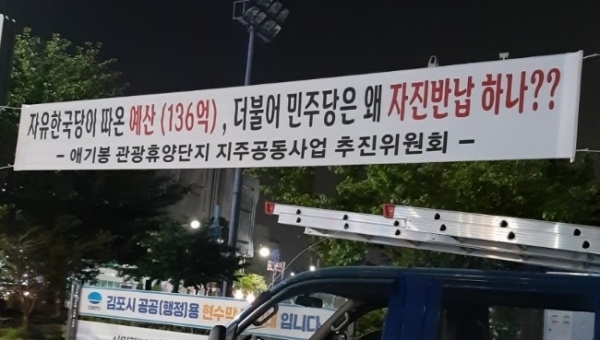 자유한국당이 따온 예산 (136억) , 더불어 민주당은 왜 자진반납 하나??
- 애기봉 관광휴양단지 지주공동사업 추진위원회 -
김포시 공공(행정)용 현수막 입니다